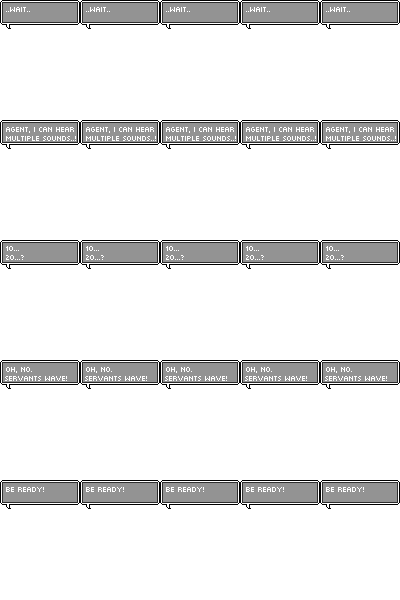 ..WAIT.. ..WAIT.. ..WAIT.. ..WAIT.. ..WAIT..
AGENT, I CAN HEAR AGENT, I CAN HEAR AGENT, I CAN HEAR AGENT, I CAN HEAR AGENT, I CAN HEAR
MULTIPLE SOUNDS..! MULTIPLE SOUNDS..! MULTIPLE SOUNDS..! MULTIPLE SOUNDS..! MULTIPLE SOUNDS..!
10... 10... 10... 10... 10...
20...? 20...? 20...? 20...? 20...?
OH, NO. OH, NO. OH, NO. OH, NO. OH, NO.
SERVANTS WAVE! SERVANTS WAVE! SERVANTS WAVE! SERVANTS WAVE! SERVANTS WAVE!
BE READY! BE READY! BE READY! BE READY! BE READY!